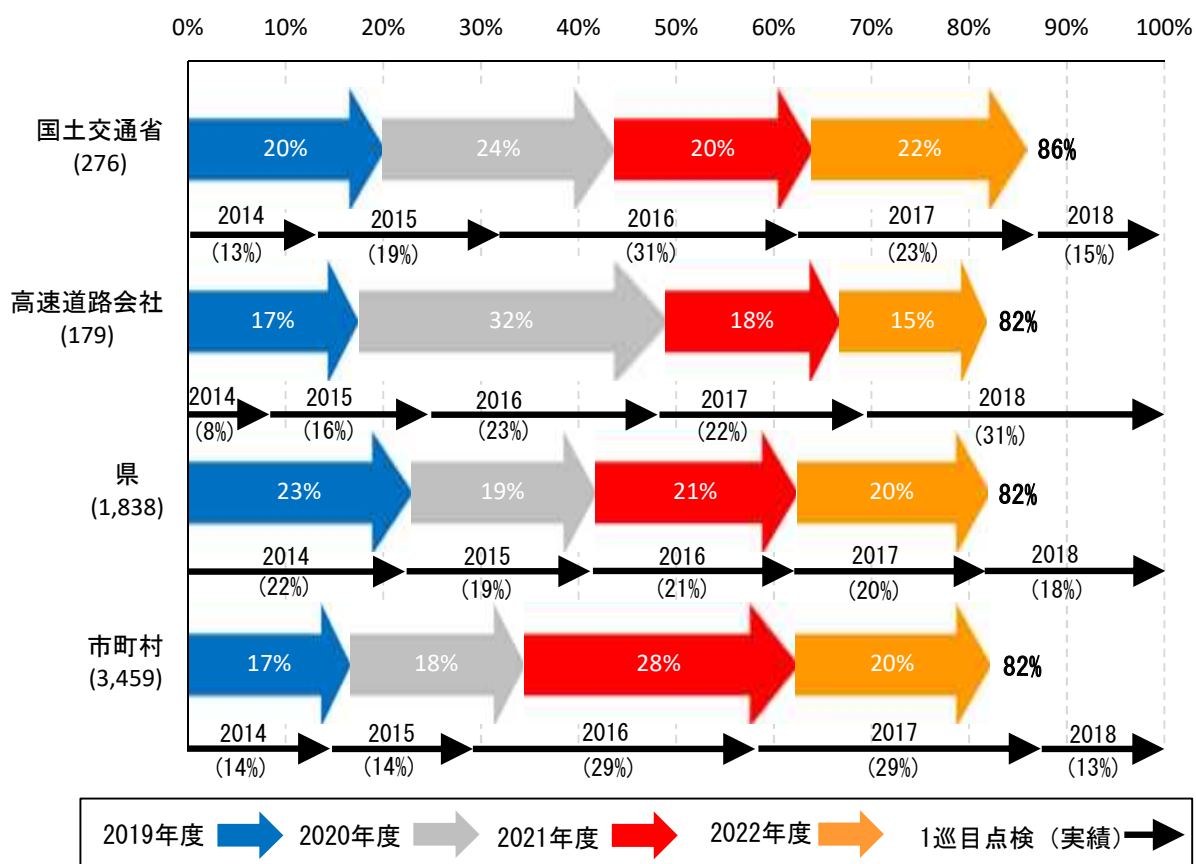 0% 10% 20% 30% 40% 50% 60% 70% 80% 90% 100%
国土交通省
(276)
20% 24% 20% 22% 86%
2014 2015 2016 2017 2018
(13%) (19%) (31%) (23%) (15%)
高速道路会社
(179)
17% 32% 18% 15% 82%
2014 2015 2016 2017 2018
(8%) (16%) (23%) (22%) (31%)
県
(1,838)
23% 19% 21% 20% 82%
2014 2015 2016 2017 2018
(22%) (19%) (21%) (20%) (18%)
市町村
(3,459)
17% 18% 28% 20% 82%
2014 2015 2016 2017 2018
(14%) (14%) (29%) (29%) (13%)
2019年度 2020年度 2021年度 2022年度 1巡目点検（実績）